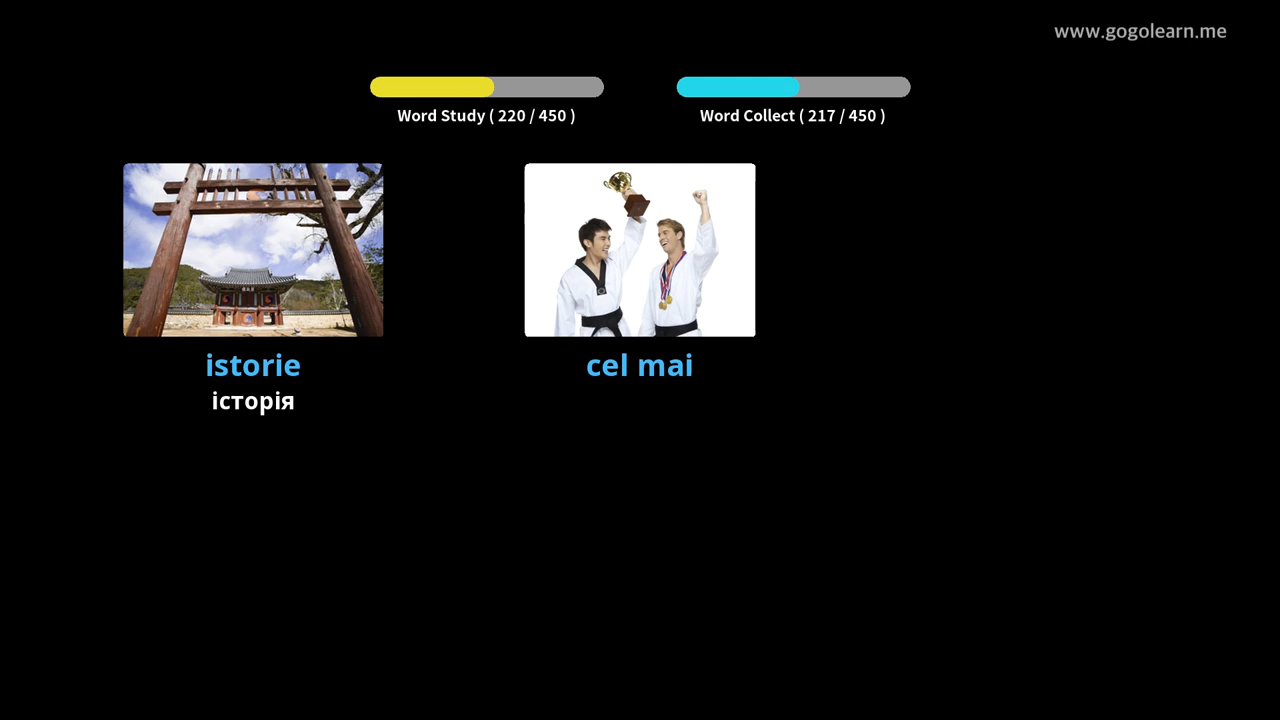 www.gogolearn.me
Word Study ( 220 / 450 )
Word Collect ( 217 / 450 )
istorie
історія
cel mai